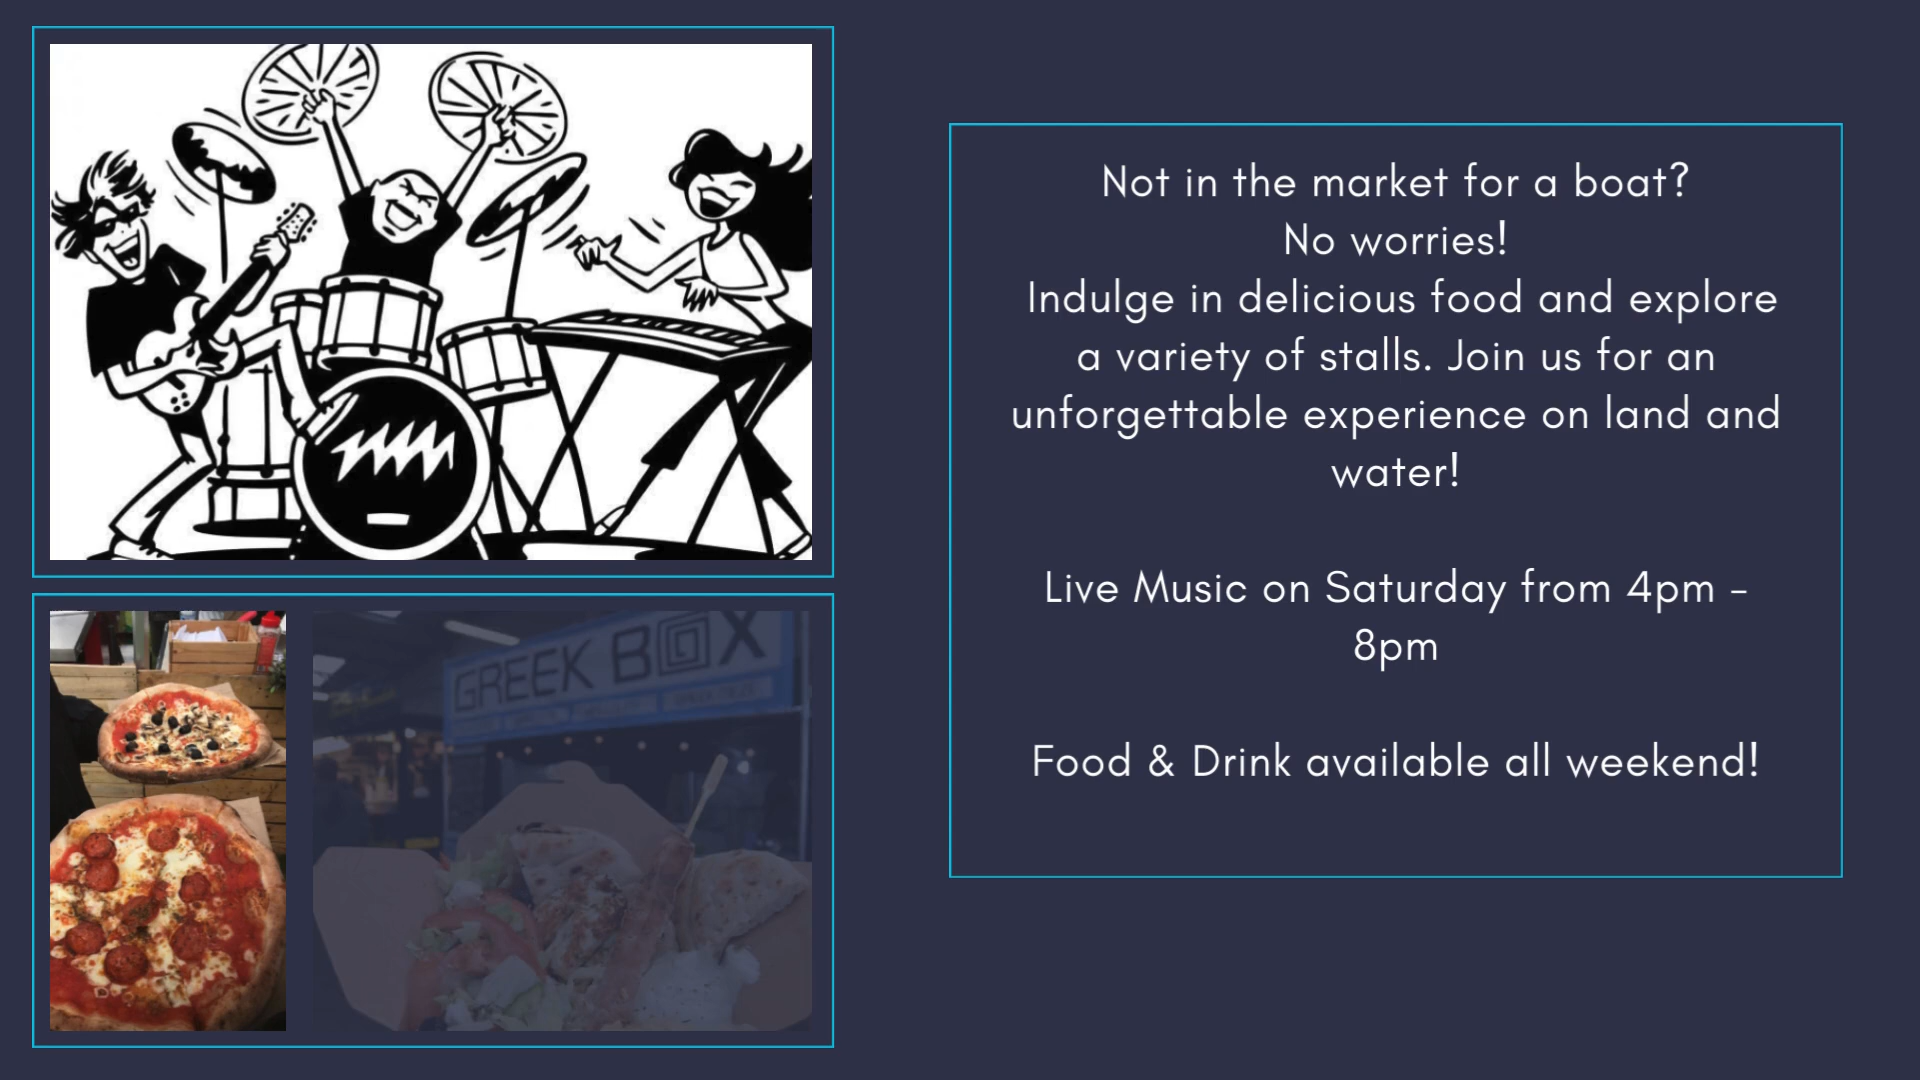 Not in the market for a boat?
No worries!
Indulge in delicious food and explore
a variety of stalls. Join us for an
unforgettable experience on land and
water!
Live Music on Saturday from 4pm -
8pm
Food & Drink available all weekend!
GREEK BOX